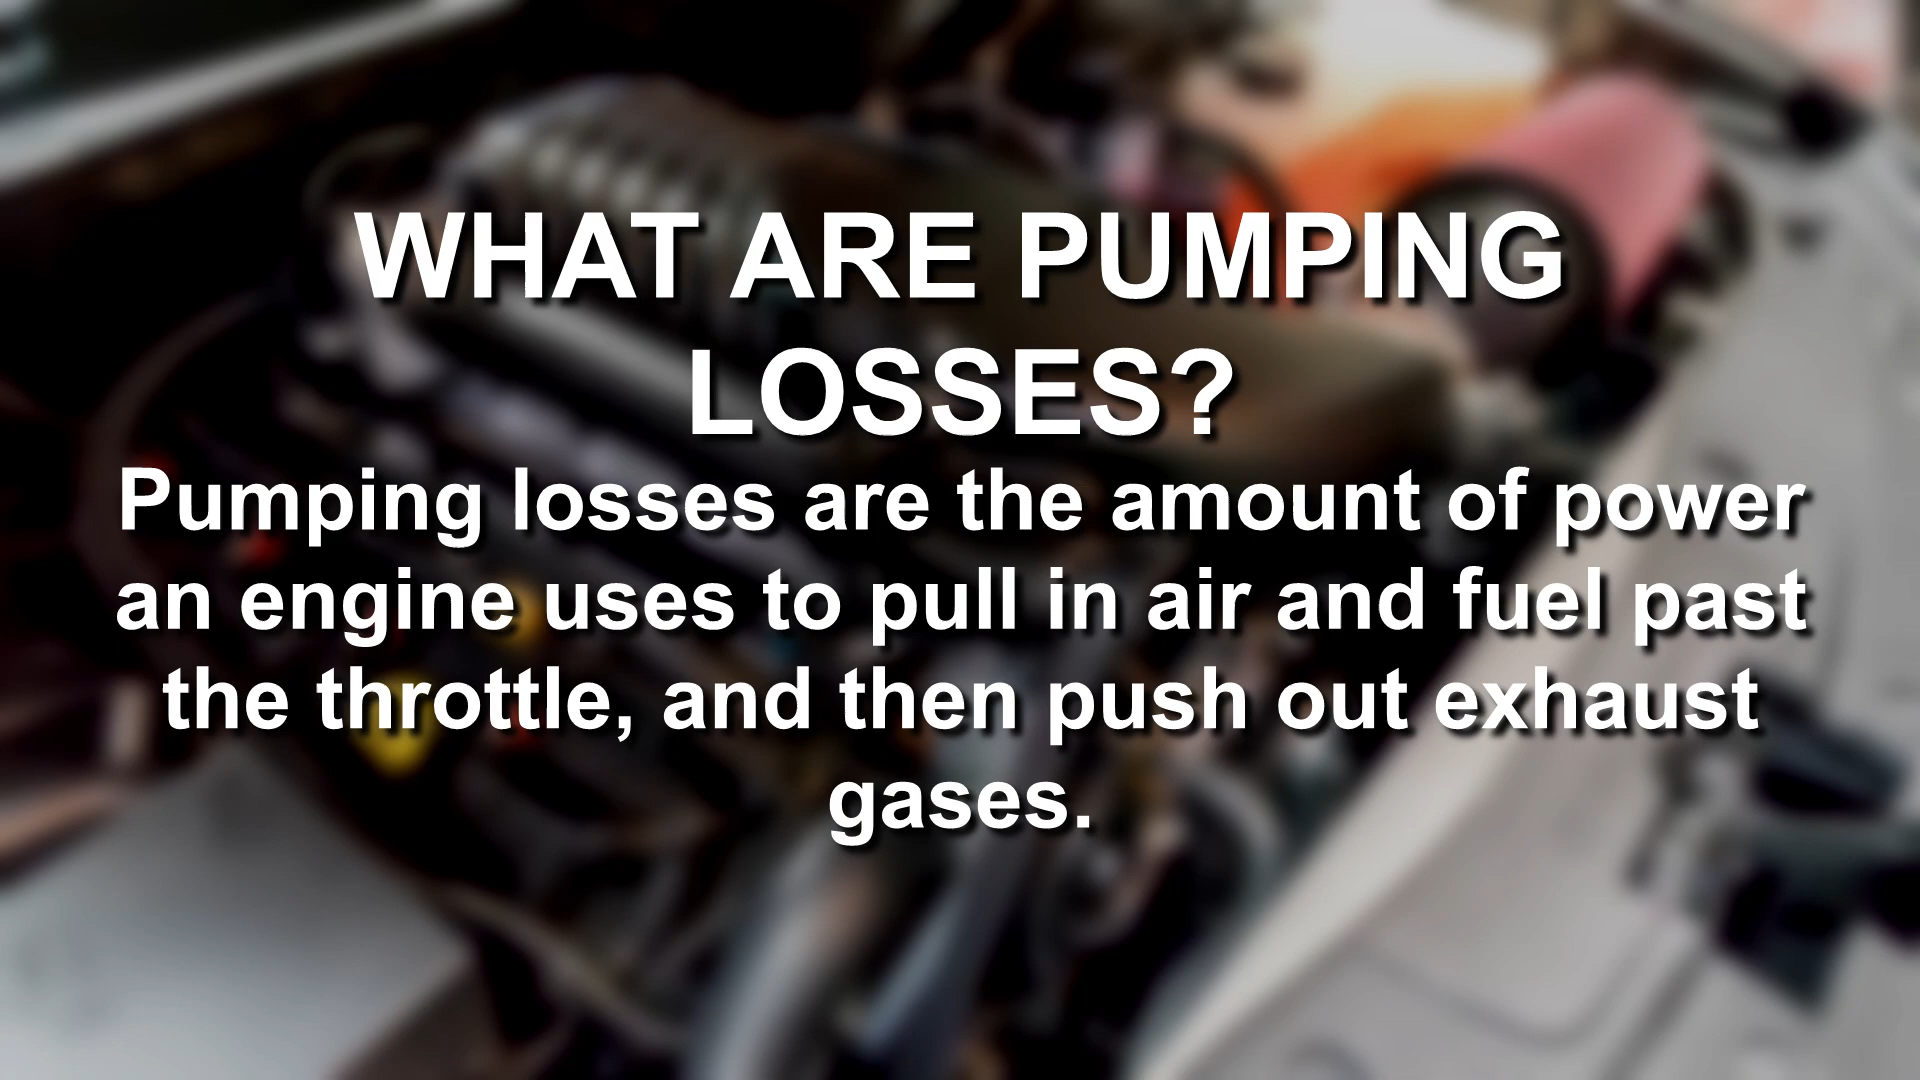 WHAT ARE PUMPING
LOSSES?
Pumping losses are the amount of power
an engine uses to pull in air and fuel past
the throttle, and then push out exhaust
gases.